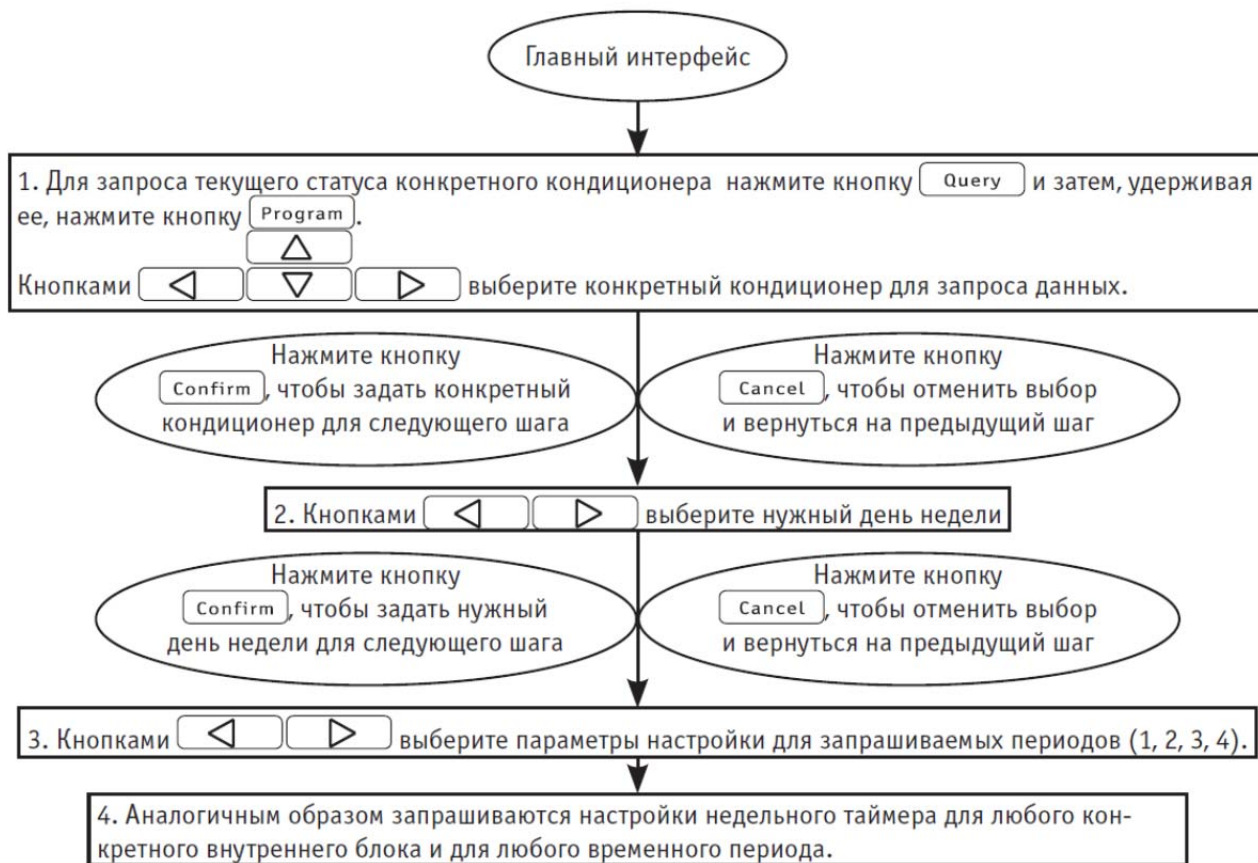 Главный интерфейс
1. Для запроса текущего статуса конкретного кондиционера нажмите кнопку Query и затем, удерживая
ее, нажмите кнопку Program.
Кнопками выберите конкретный кондиционер для запроса данных.
Нажмите кнопку
Confirm, чтобы задать конкретный
кондиционер для следующего шага
Нажмите кнопку
Cancel, чтобы отменить выбор
и вернуться на предыдущий шаг
2. Кнопками выберите нужный день недели
Нажмите кнопку
Confirm, чтобы задать нужный
день недели для следующего шага
Нажмите кнопку
Cancel, чтобы отменить выбор
и вернуться на предыдущий шаг
3. Кнопками выберите параметры настройки для запрашиваемых периодов (1, 2, 3, 4).
4. Аналогичным образом запрашиваются настройки недельного таймера для любого кон-
кретного внутреннего блока и для любого временного периода.